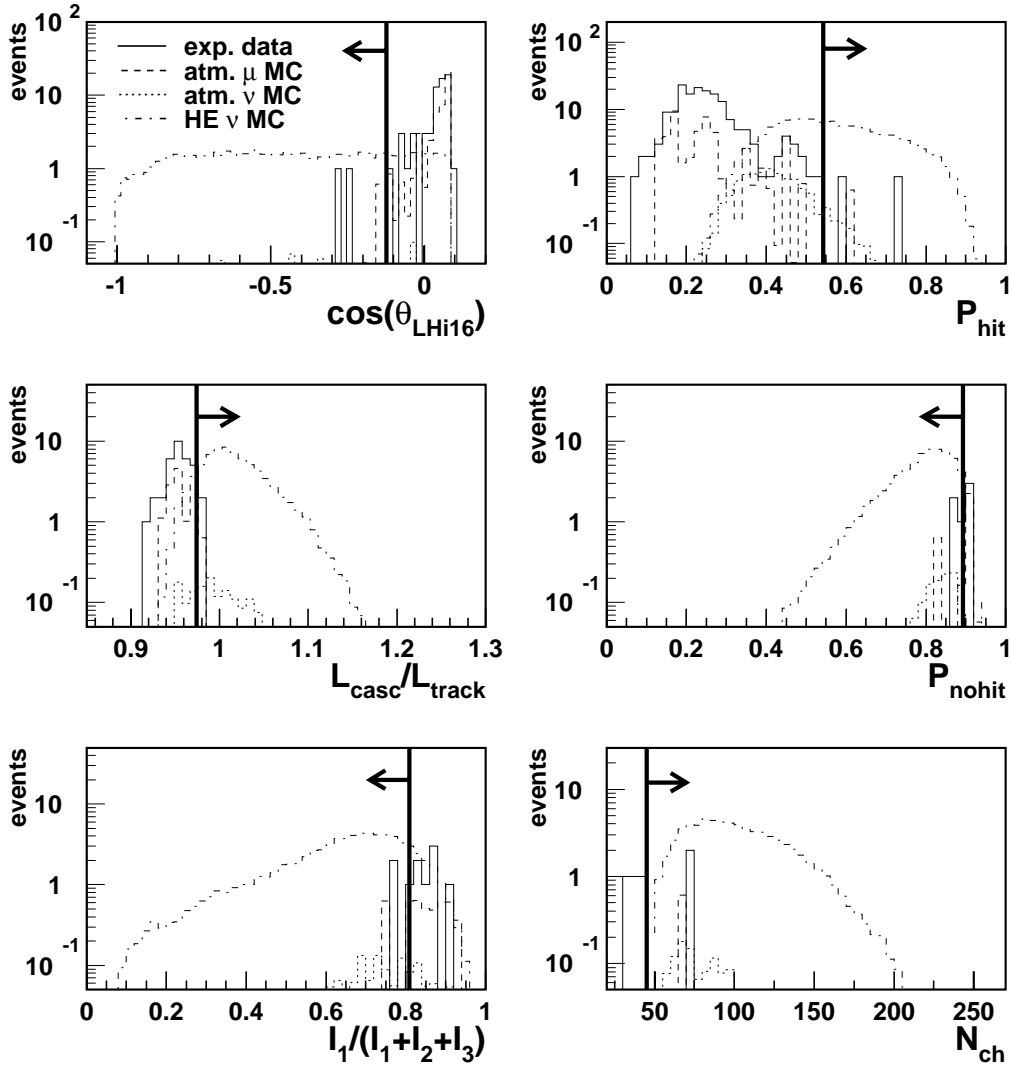 events
10 2
10
1
10 -1
exp. data
atm. μ MC
atm. ν MC
HE ν MC
-1 -0.5 0
cos(θLHi16)
events
10 2
10
1
10 -1
0 0.2 0.4 0.6 0.8 1
Phit
events
10
1
10 -1
0.9 1 1.1 1.2 1.3
Lcasc/Ltrack
events
10
1
10 -1
0 0.2 0.4 0.6 0.8 1
Pnohit
events
10
1
10 -1
0 0.2 0.4 0.6 0.8 1
I1/(I1+I2+I3)
events
10
1
10 -1
50 100 150 200 250
Nch